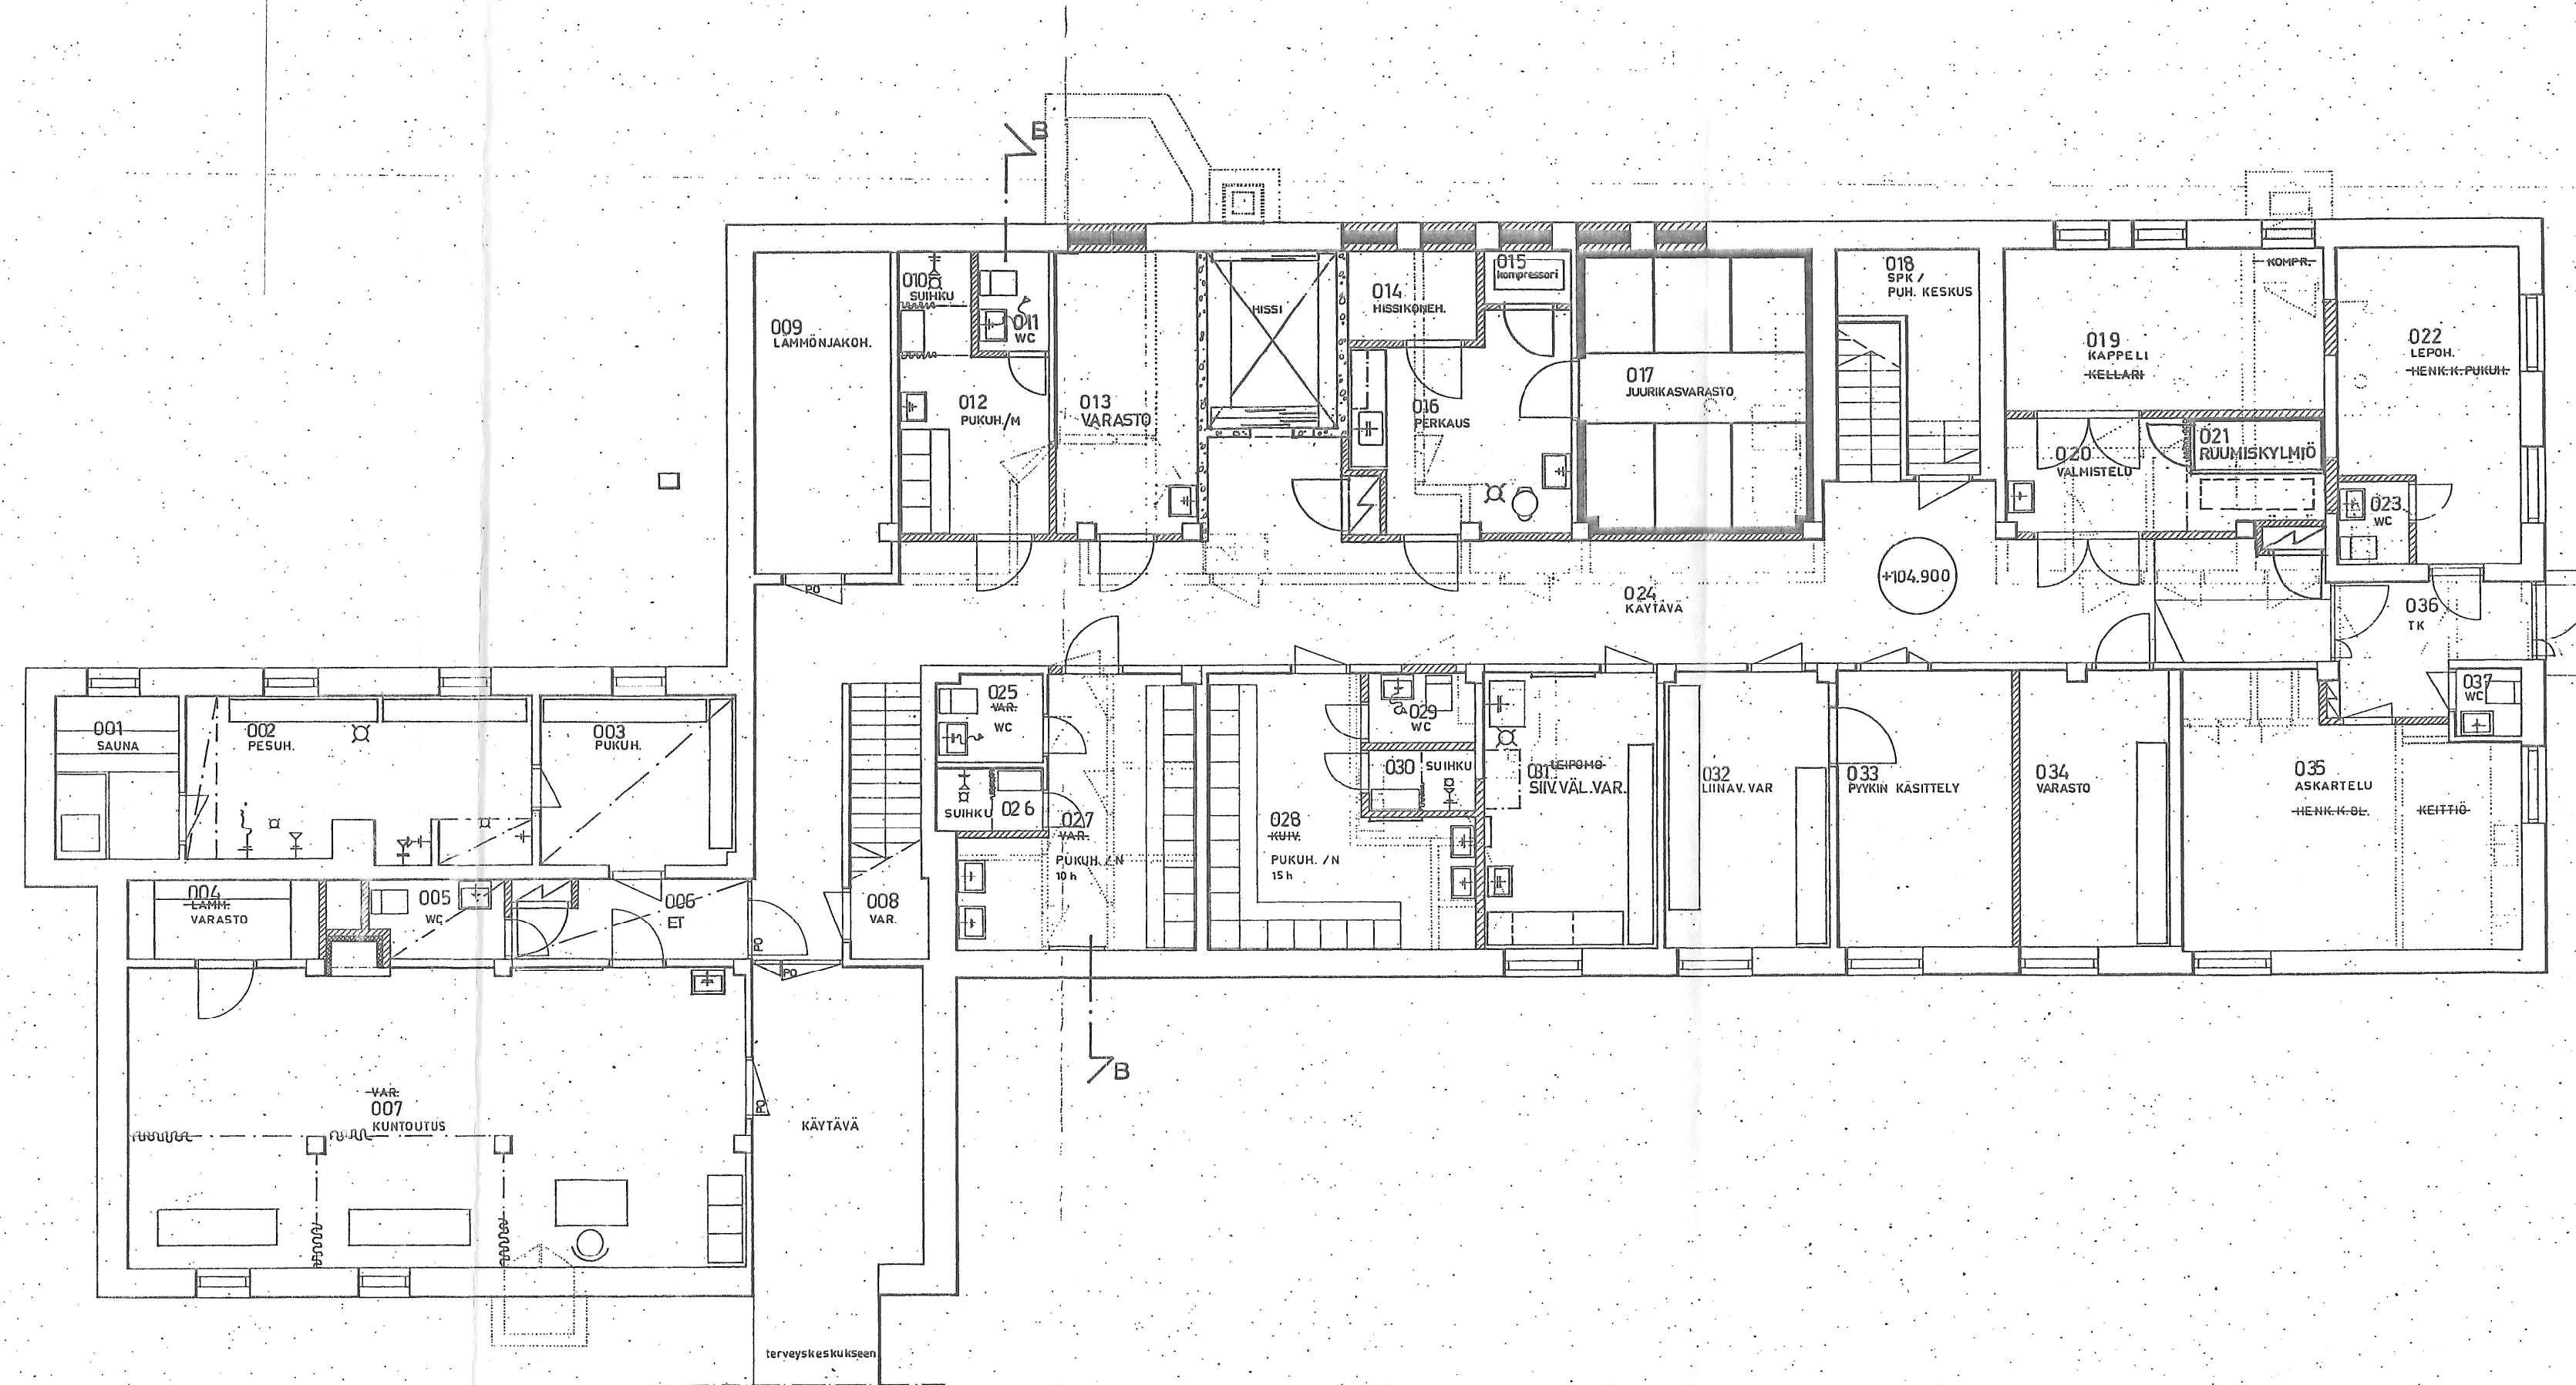 B
009
LÄMMÖNJAKOH.
010
SUIHKU
011
WC
012
PUKUH./M
013
VARASTO
HISSI
014
HISSIKONEH.
015
kompressori
016
PERKAUS
017
JUURIKASVARASTO
018
SPK /
PUH. KESKUS
019
KAPPELI
KELLARI
KOMPR.
020
VALMISTELU
021
RUUMISKYLMIÖ
022
LEPOH.
HENK.K.PUKUH.
023
WC
PO
024
KÄYTÄVÄ
+104.900
036
TK
037
WC
001
SAUNA
002
PESUH.
003
PUKUH.
004
LÄMM.
VARASTO
005
WC
006
ET
PO
PO
008
VAR.
025
VAR.
WC
SUIHKU
026
027
VAR.
PUKUH. / N
10 h
028
KUIV.
PUKUH. / N
15 h
029
WC
030
SUIHKU
031
LEIPOMO
SIIV.VÄL.VAR.
032
LIINAV. VAR
033
PYYKIN KÄSITTELY
034
VARASTO
035
ASKARTELU
HENK.K.OL.
KEITTIÖ
VAR.
007
KUNTOUTUS
PO
KÄYTÄVÄ
B
terveyskeskukseen